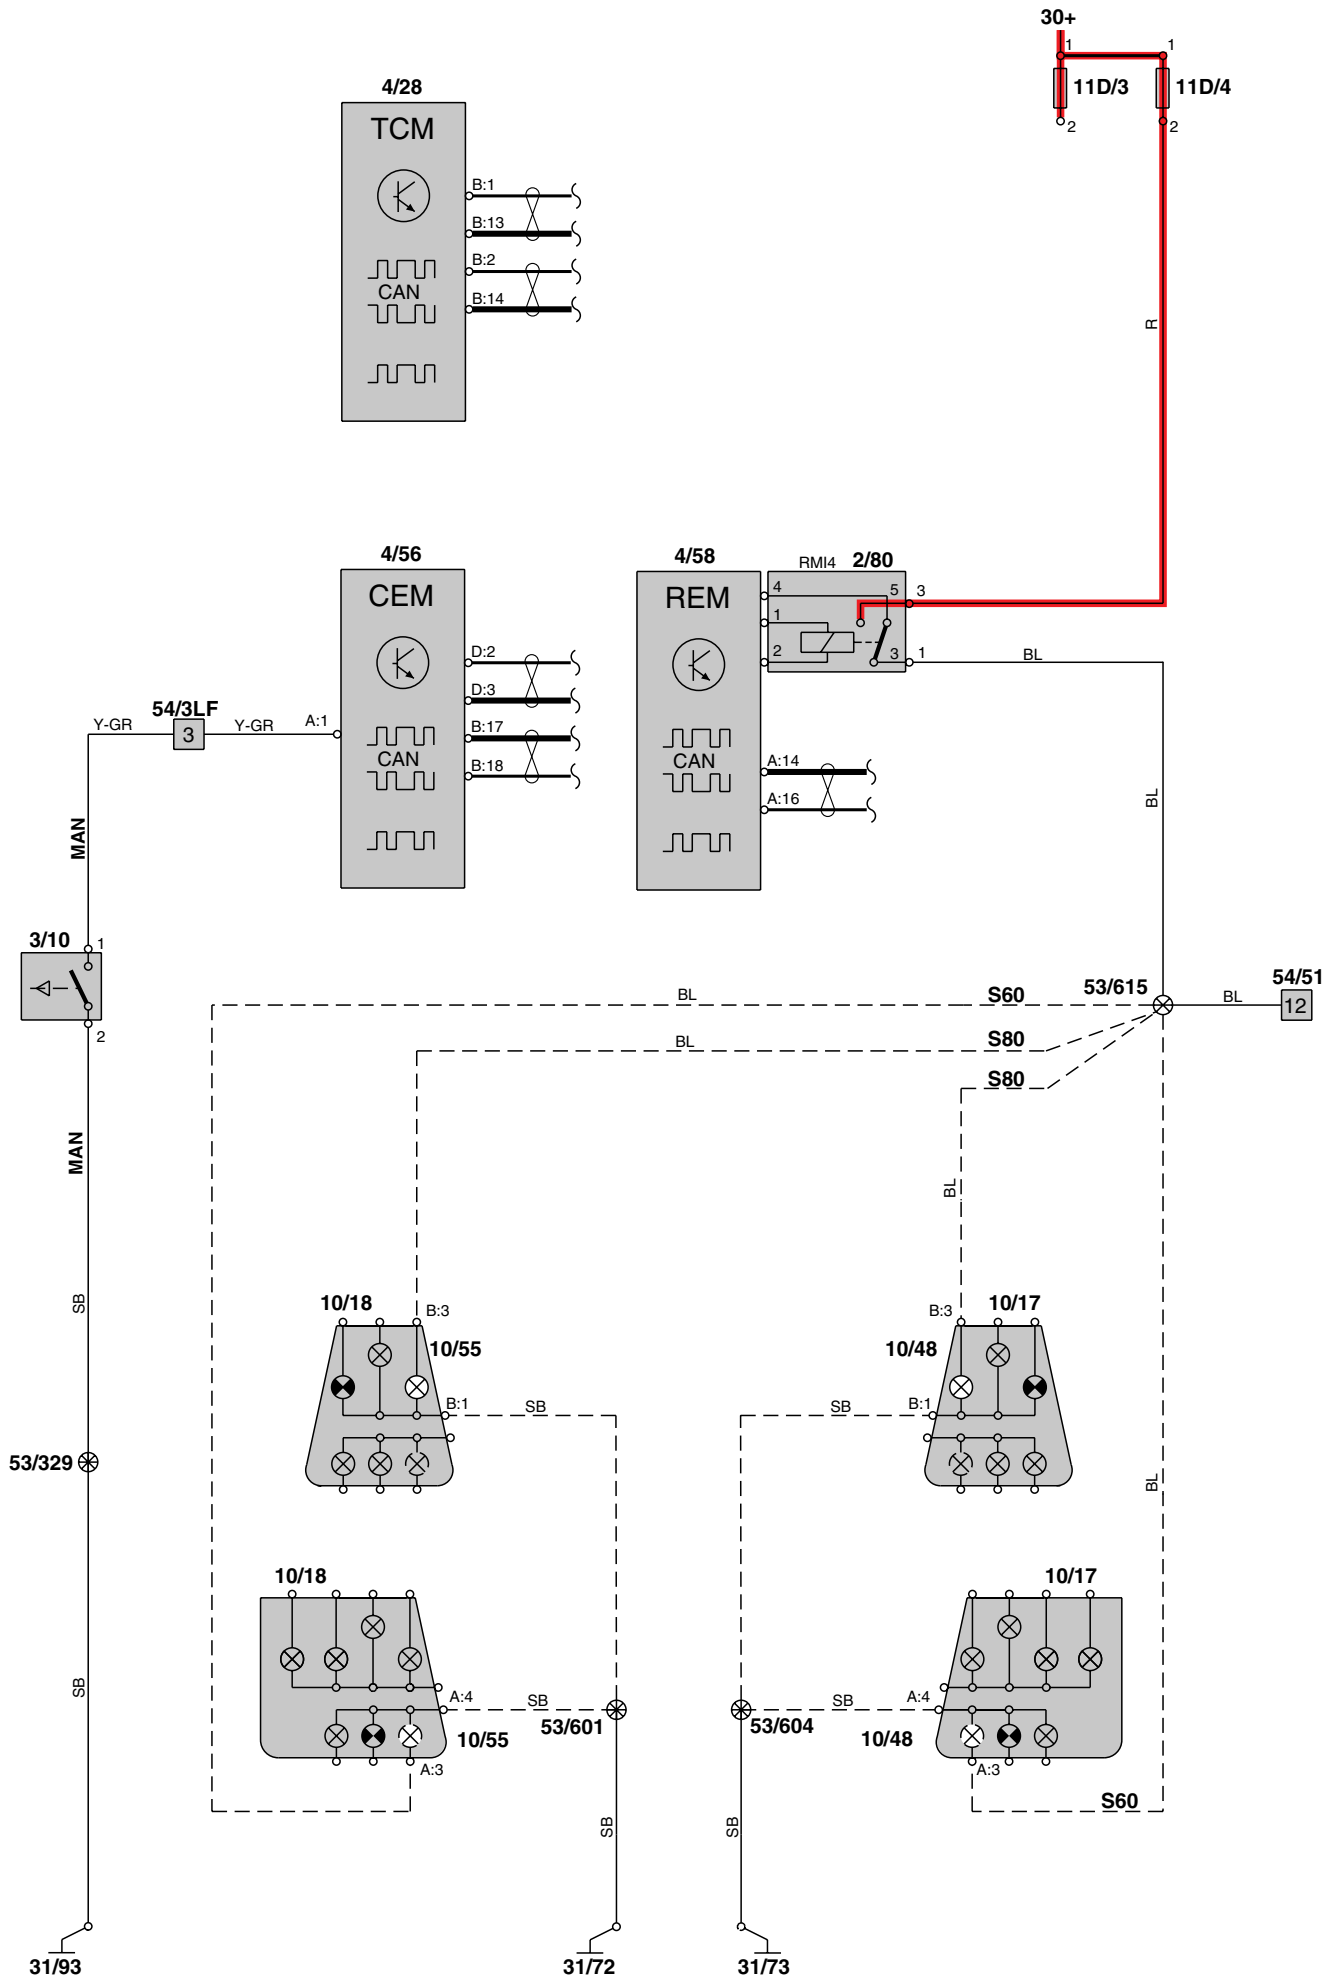 30+
1 1
11D/3 11D/4
2 2
4/28
TCM
B:1
B:13
B:2
CAN
B:14
R
4/56
CEM
D:2
D:3
B:17
CAN
B:18
4/58
REM
RMI4 2/80
4 5 3
1
2 3 1 BL
A:14
CAN
A:16
54/3LF
Y-GR 3 Y-GR A:1
MAN
BL
3/10
1
2
MAN
BL S60 53/615 BL 54/51
12
BL S80
S80
BL
SB
10/18 B:3
10/55
B:1 SB
B:3 10/17
10/48
SB B:1
53/329
BL
10/18
A:4 SB 53/601
10/55
A:3
10/17
53/604 SB A:4
10/48
A:3
S60
SB
SB
SB
31/93
31/72
31/73